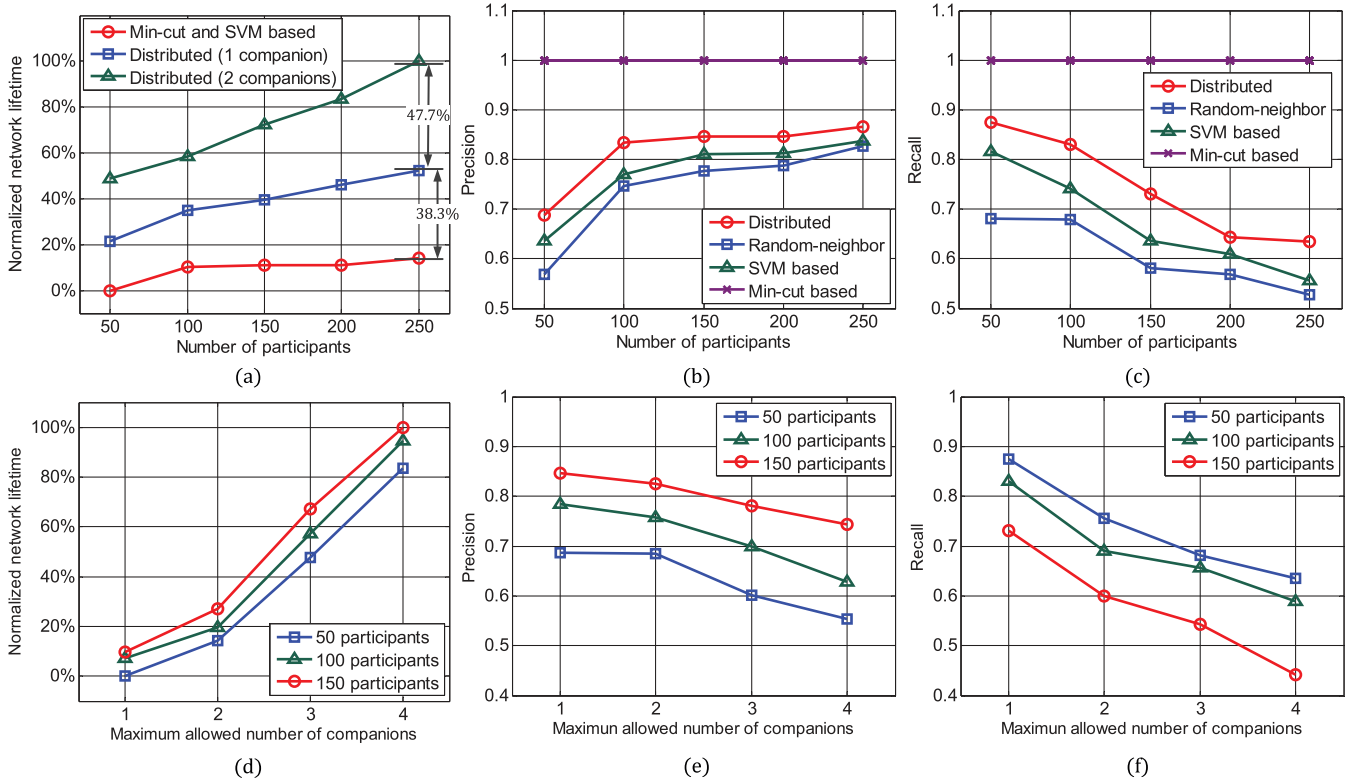 Normalized network lifetime
100%
80%
60%
40%
20%
0%
Min-cut and SVM based
Distributed (1 companion)
Distributed (2 companions)
47.7%
38.3%
50 100 150 200 250
Number of participants
(a)
Precision
1.1
1
0.9
0.8
0.7
0.6
0.5
Distributed
Random-neighbor
SVM based
Min-cut based
50 100 150 200 250
Number of participants
(b)
Recall
1.1
1
0.9
0.8
0.7
0.6
0.5
Distributed
Random-neighbor
SVM based
Min-cut based
50 100 150 200 250
Number of participants
(c)
Normalized network lifetime
100%
80%
60%
40%
20%
0%
50 participants
100 participants
150 participants
1 2 3 4
Maximun allowed number of companions
(d)
Precision
1
0.9
0.8
0.7
0.6
0.5
0.4
50 participants
100 participants
150 participants
1 2 3 4
Maximun allowed number of companions
(e)
Recall
1
0.9
0.8
0.7
0.6
0.5
0.4
50 participants
100 participants
150 participants
1 2 3 4
Maximun allowed number of companions
(f)